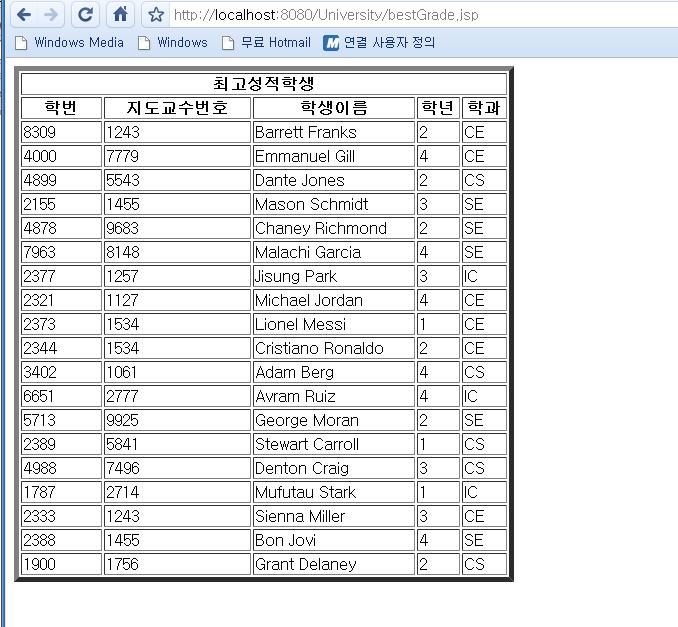 http://localhost:8080/University/bestGrade.jsp
Windows Media Windows 무료 Hotmail 연결 사용자 정의
최고성적학생
학번 지도교수번호 학생이름 학년 학과
8309 1243 Barrett Franks 2 CE
4000 7779 Emmanuel Gill 4 CE
4899 5543 Dante Jones 2 CS
2155 1455 Mason Schmidt 3 SE
4878 9683 Chaney Richmond 2 SE
7963 8148 Malachi Garcia 4 SE
2377 1257 Jisung Park 3 IC
2321 1127 Michael Jordan 4 CE
2373 1534 Lionel Messi 1 CE
2344 1534 Cristiano Ronaldo 2 CE
3402 1061 Adam Berg 4 CS
6651 2777 Avram Ruiz 4 IC
5713 9925 George Moran 2 SE
2389 5841 Stewart Carroll 1 CS
4988 7496 Denton Craig 3 CS
1787 2714 Mufutau Stark 1 IC
2333 1243 Sienna Miller 3 CE
2388 1455 Bon Jovi 4 SE
1900 1756 Grant Delaney 2 CS